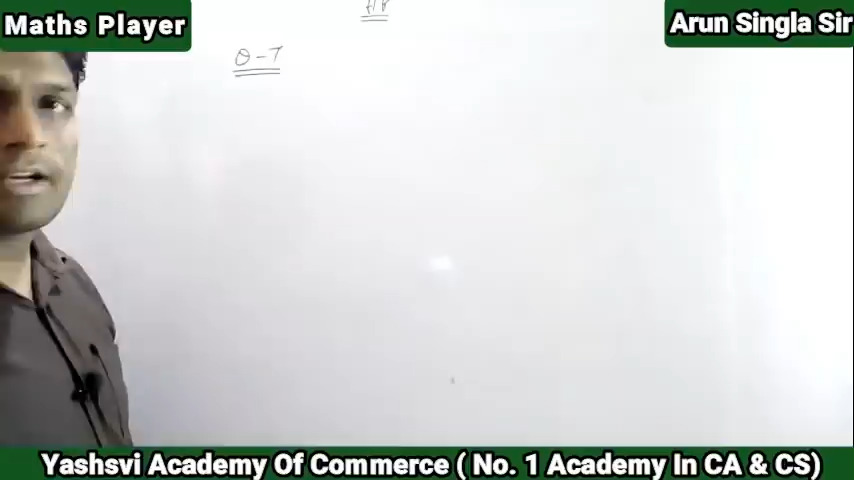 Maths Player
Arun Singla Sir
Q-7
Yashsvi Academy Of Commerce ( No. 1 Academy In CA & CS)